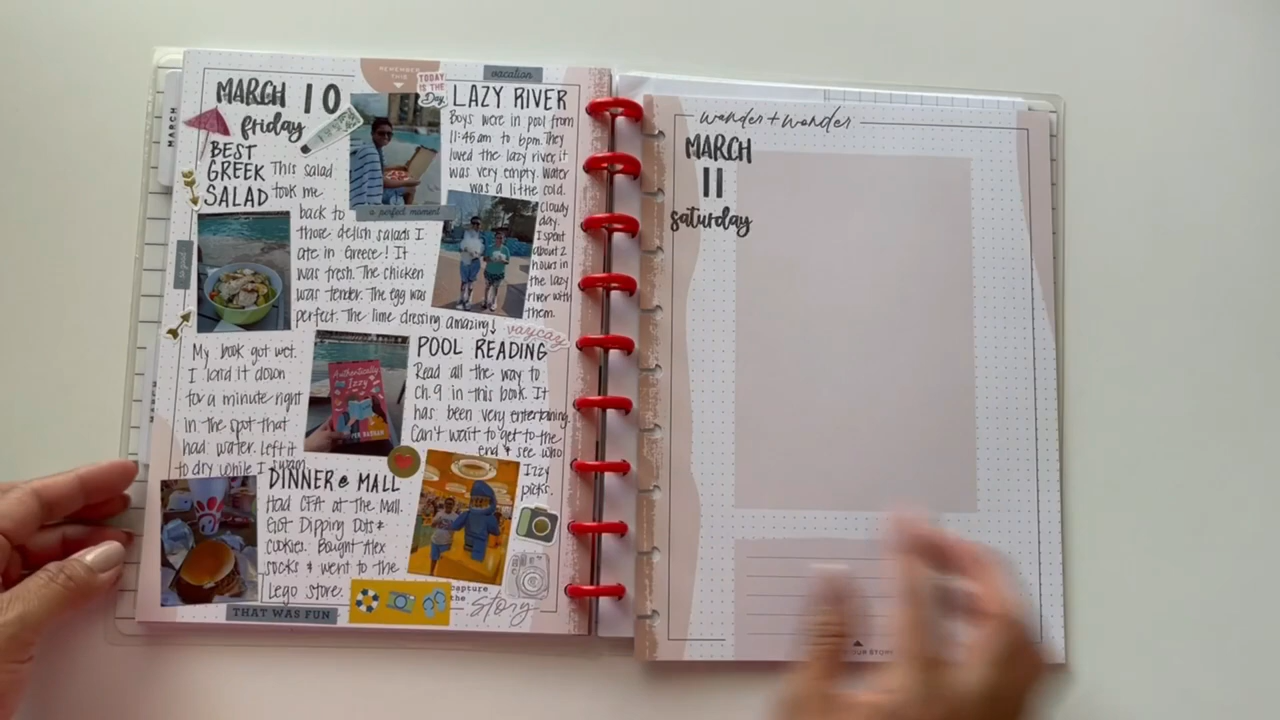 REMEMBER
THIS
vacation
TODAY
IS THE
Day
MARCH 10
friday
MARCH
BEST
GREEK
SALAD
This salad
took me
back to
those delish salads I
ate in Greece! It
was fresh. The chicken
was tender. The egg was
perfect. The lime dressing amazing!
so good
a perfect moment
LAZY RIVER
Boys were in pool from
11:45am to 6pm. They
loved the lazy river it
was very empty. Water
was a little cold.
cloudy
day.
I spent
about 2
hours in
the lazy
river with
them.
vaycay
My book got wet.
I laid it down
for a minute right
in the spot that
had water. Left it
to dry while I swam.
Authentically
Izzy
POOL READING
Read all the way to
Ch. 9 in this book. It
has been very entertaining.
Can't wait to get to the
end & see who
Izzy
picks.
DINNER @ MALL
Had CFA at the Mall.
Got Dipping Dots &
cookies. Bought Alex
socks & went to the
Lego store.
THAT WAS FUN
capture
the
story
wander + wonder
MARCH
11
saturday
OUR STORY